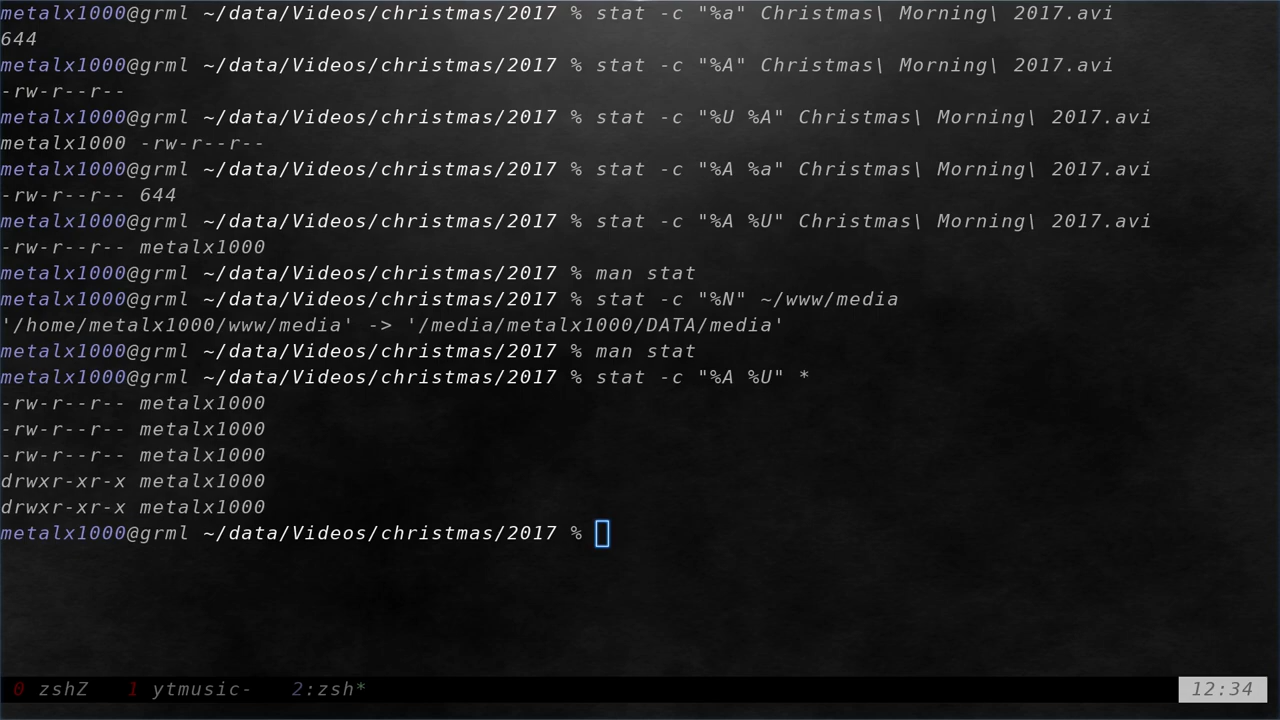 metalx1000@grml ~/data/Videos/christmas/2017 % stat -c "%a" Christmas\ Morning\ 2017.avi
644
metalx1000@grml ~/data/Videos/christmas/2017 % stat -c "%A" Christmas\ Morning\ 2017.avi
-rw-r--r--
metalx1000@grml ~/data/Videos/christmas/2017 % stat -c "%U %A" Christmas\ Morning\ 2017.avi
metalx1000 -rw-r--r--
metalx1000@grml ~/data/Videos/christmas/2017 % stat -c "%A %a" Christmas\ Morning\ 2017.avi
-rw-r--r-- 644
metalx1000@grml ~/data/Videos/christmas/2017 % stat -c "%A %U" Christmas\ Morning\ 2017.avi
-rw-r--r-- metalx1000
metalx1000@grml ~/data/Videos/christmas/2017 % man stat
metalx1000@grml ~/data/Videos/christmas/2017 % stat -c "%N" ~/www/media
'/home/metalx1000/www/media' -> '/media/metalx1000/DATA/media'
metalx1000@grml ~/data/Videos/christmas/2017 % man stat
metalx1000@grml ~/data/Videos/christmas/2017 % stat -c "%A %U" *
-rw-r--r-- metalx1000
-rw-r--r-- metalx1000
-rw-r--r-- metalx1000
drwxr-xr-x metalx1000
drwxr-xr-x metalx1000
metalx1000@grml ~/data/Videos/christmas/2017 %
0 zshZ 1 ytmusic- 2:zsh* 12:34